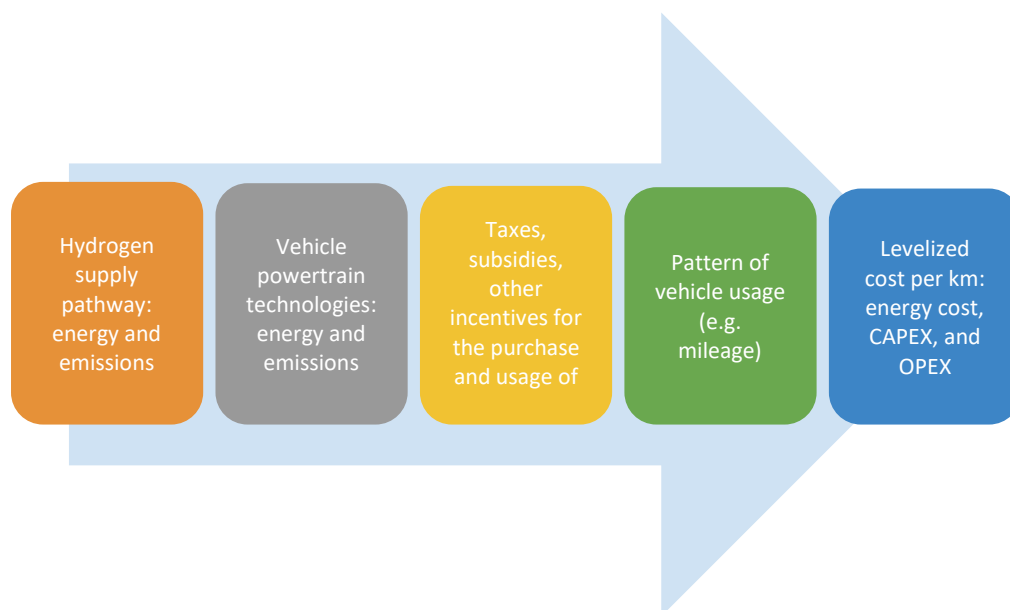 Hydrogen
supply
pathway:
energy and
emissions
Vehicle
powertrain
technologies:
energy and
emissions
Taxes,
subsidies,
other
incentives for
the purchase
and usage of
Pattern of
vehicle usage
(e.g.
mileage)
Levelized
cost per km:
energy cost,
CAPEX, and
OPEX